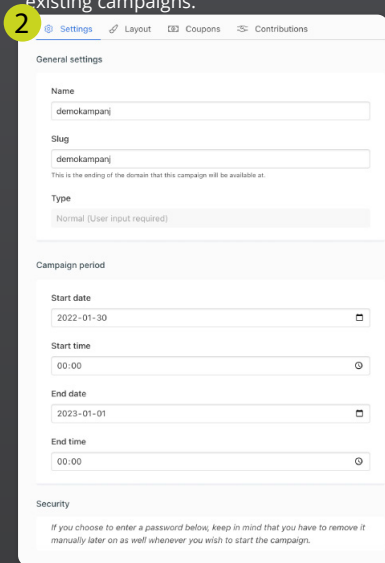 existing campaigns.
2
Settings Layout Coupons Contributions
General settings
Name
demokampanj
Slug
demokampanj
This is the ending of the domain that this campaign will be available at.
Type
Normal (User input required)
Campaign period
Start date
2022-01-30
Start time
00:00
End date
2023-01-01
End time
00:00
Security
If you choose to enter a password below, keep in mind that you have to remove it
manually later on as well whenever you wish to start the campaign.